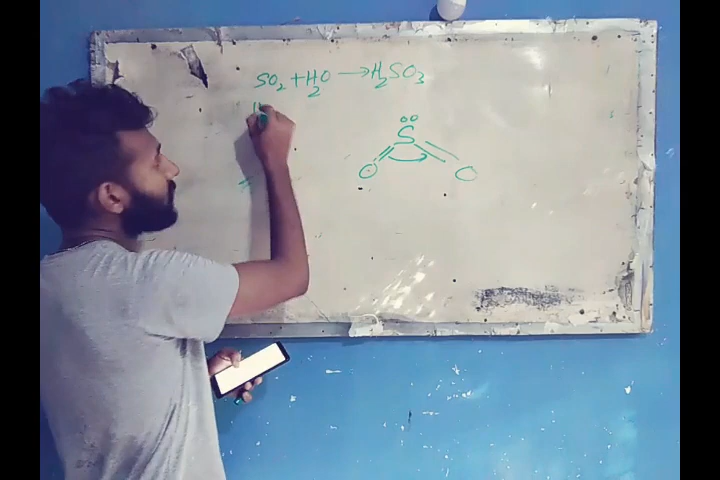 SO₂ + H₂O → H₂SO₃
H
S
O O